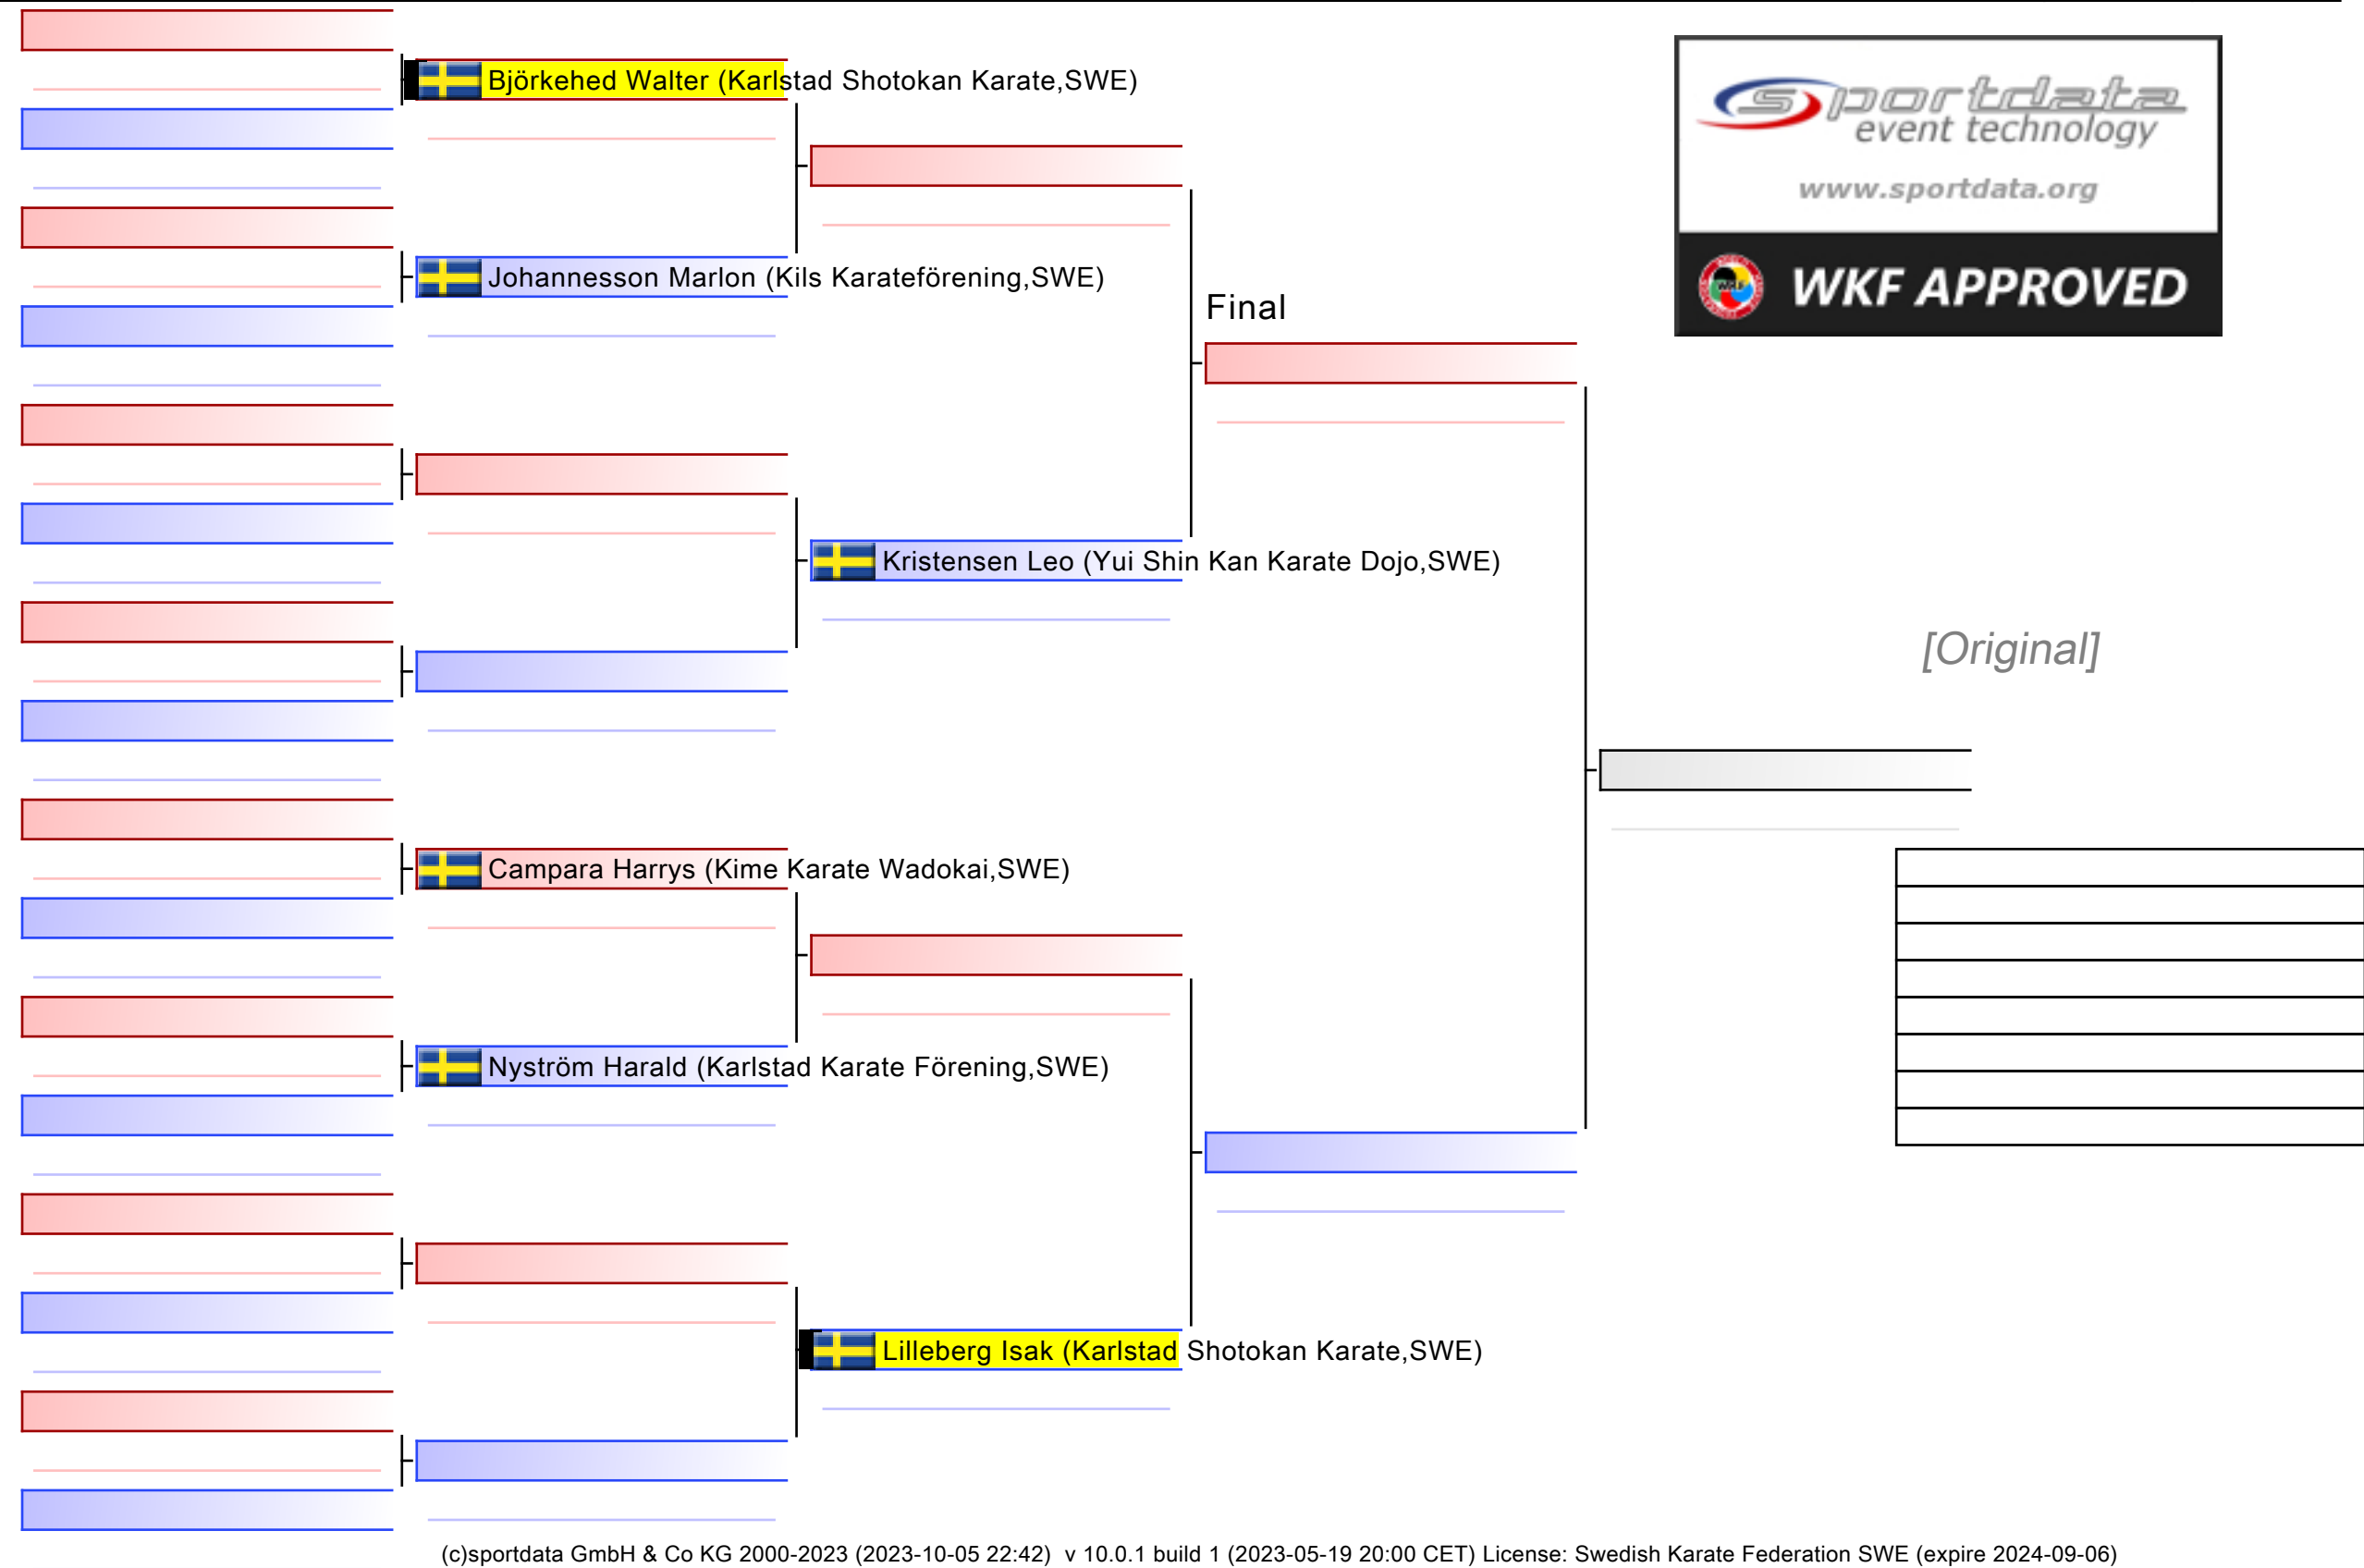 Björkehed Walter (Karlstad Shotokan Karate,SWE)
sportdata
event technology
www.sportdata.org
WKF APPROVED
Johannesson Marlon (Kils Karateförening,SWE)
Final
Kristensen Leo (Yui Shin Kan Karate Dojo,SWE)
[Original]
Campara Harrys (Kime Karate Wadokai,SWE)
Nyström Harald (Karlstad Karate Förening,SWE)
Lilleberg Isak (Karlstad Shotokan Karate,SWE)
(c)sportdata GmbH & Co KG 2000-2023 (2023-10-05 22:42) v 10.0.1 build 1 (2023-05-19 20:00 CET) License: Swedish Karate Federation SWE (expire 2024-09-06)